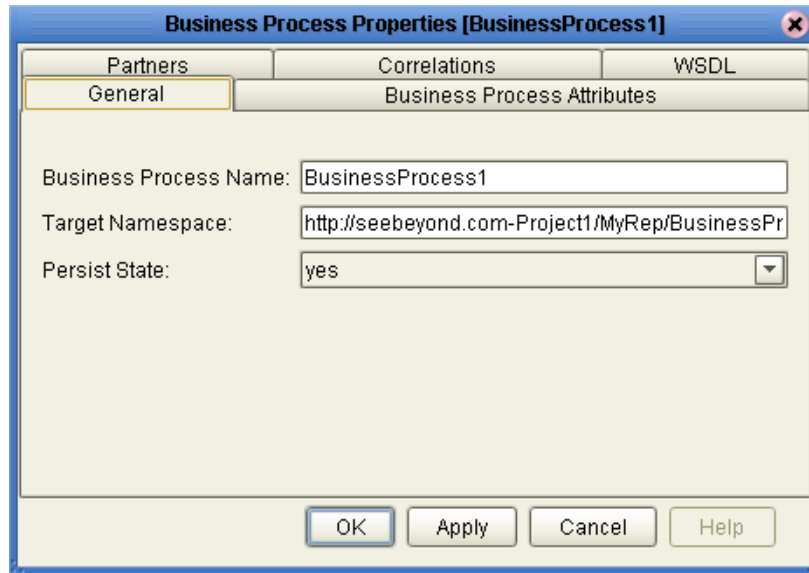 Business Process Properties [BusinessProcess1]
Partners Correlations WSDL
General Business Process Attributes
Business Process Name: BusinessProcess1
Target Namespace: http://seebeyond.com-Project1/MyRep/BusinessPr
Persist State: yes
OK Apply Cancel Help